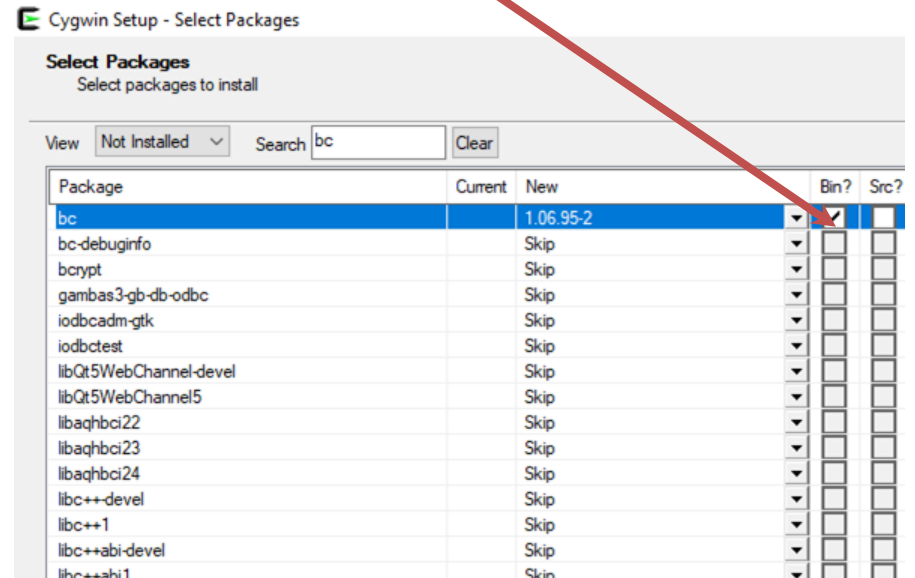 Cygwin Setup - Select Packages
Select Packages
Select packages to install
View Not Installed Search bc Clear
Package Current New Bin? Src?
bc 1.06.95-2
bc-debuginfo Skip
bcrypt Skip
gambas3-gb-db-odbc Skip
iodbcadm-gtk Skip
iodbctest Skip
libQt5WebChannel-devel Skip
libQt5WebChannel5 Skip
libaqhbci22 Skip
libaqhbci23 Skip
libaqhbci24 Skip
libc++-devel Skip
libc++1 Skip
libc++abi-devel Skip
libc++abi1 Skip